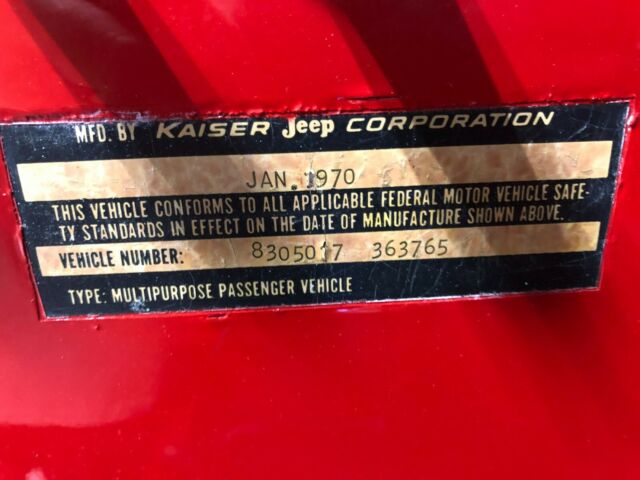 MFD. BY KAISER Jeep CORPORATION
JAN. 1970
THIS VEHICLE CONFORMS TO ALL APPLICABLE FEDERAL MOTOR VEHICLE SAFE-
TY STANDARDS IN EFFECT ON THE DATE OF MANUFACTURE SHOWN ABOVE.
VEHICLE NUMBER: 8305017 363765
TYPE: MULTIPURPOSE PASSENGER VEHICLE